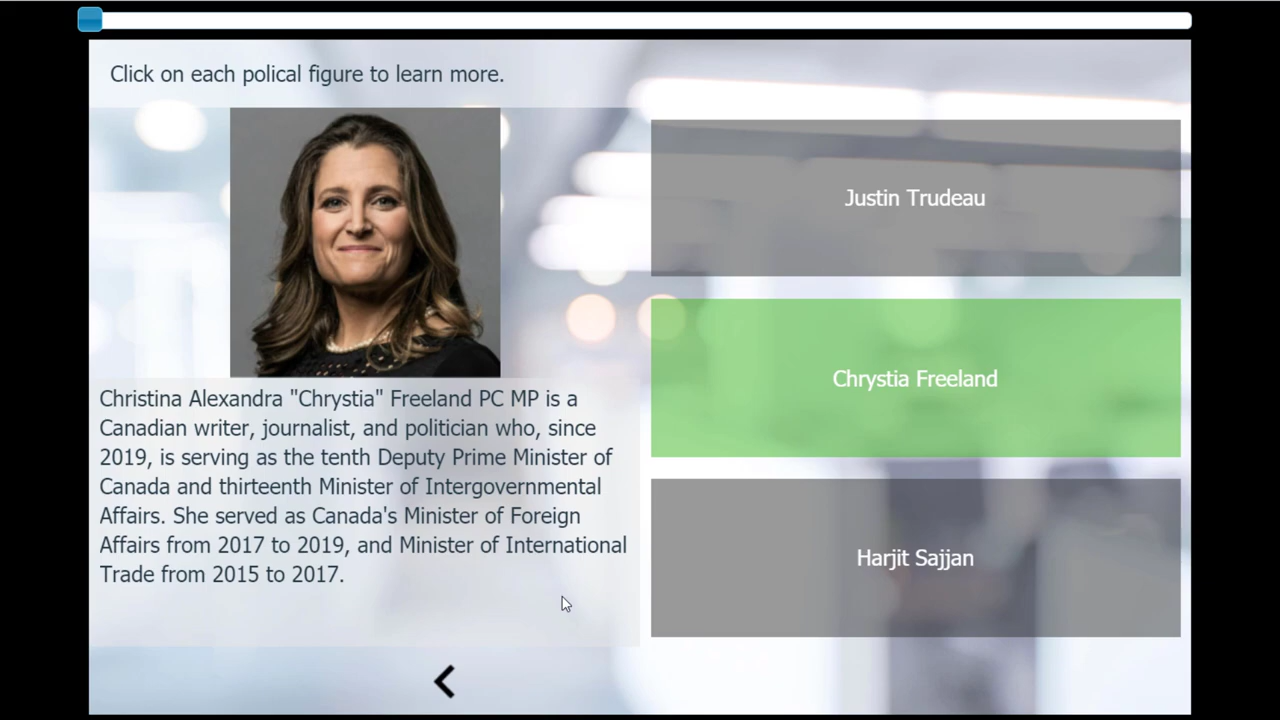 Click on each polical figure to learn more.
Christina Alexandra "Chrystia" Freeland PC MP is a
Canadian writer, journalist, and politician who, since
2019, is serving as the tenth Deputy Prime Minister of
Canada and thirteenth Minister of Intergovernmental
Affairs. She served as Canada's Minister of Foreign
Affairs from 2017 to 2019, and Minister of International
Trade from 2015 to 2017.
Justin Trudeau
Chrystia Freeland
Harjit Sajjan